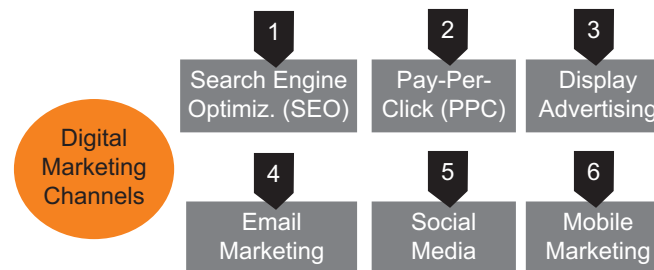 1
2
3
Search Engine
Optimiz. (SEO)
Pay-Per-
Click (PPC)
Display
Advertising
Digital
Marketing
Channels
4
5
6
Email
Marketing
Social
Media
Mobile
Marketing